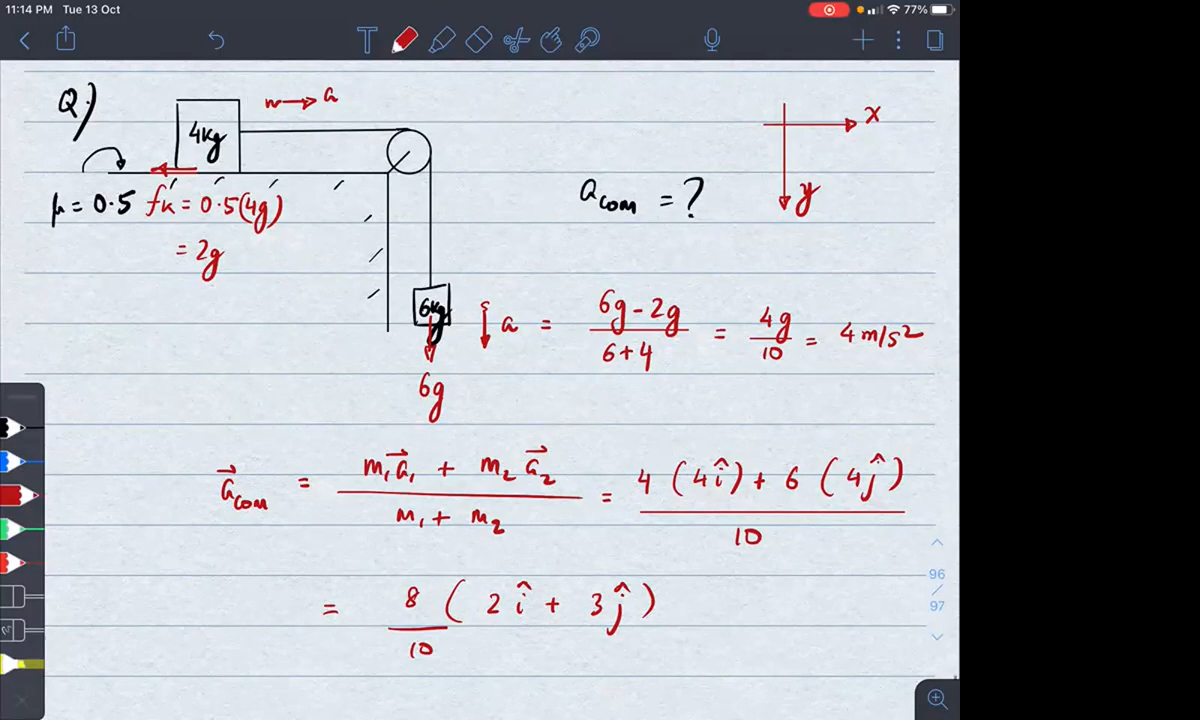 11:14 PM Tue 13 Oct
77%
Q)
4kg
→ a
x
y
μ = 0.5 fk = 0.5(4g)
= 2g
a_com = ?
6kg
6g
a = (6g - 2g)/(6 + 4) = 4g/10 = 4 m/s²
a⃗_com = (m₁a⃗₁ + m₂a⃗₂)/(m₁ + m₂) = (4(4î) + 6(4ĵ))/10
= 8/10 (2î + 3ĵ)
96
/
97